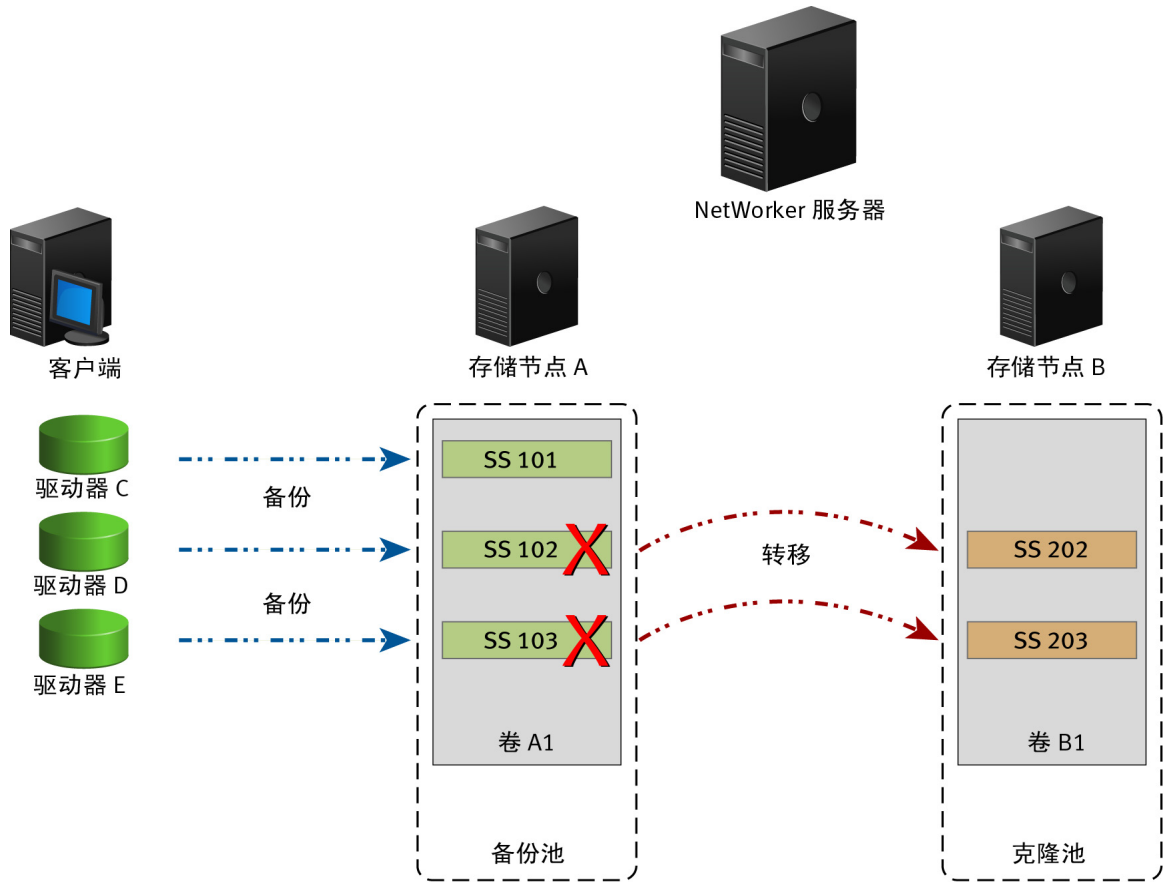 NetWorker 服务器
客户端
存储节点 A
存储节点 B
驱动器 C
备份
SS 101
驱动器 D
备份
SS 102
转移
SS 202
驱动器 E
SS 103
SS 203
卷 A1
卷 B1
备份池
克隆池